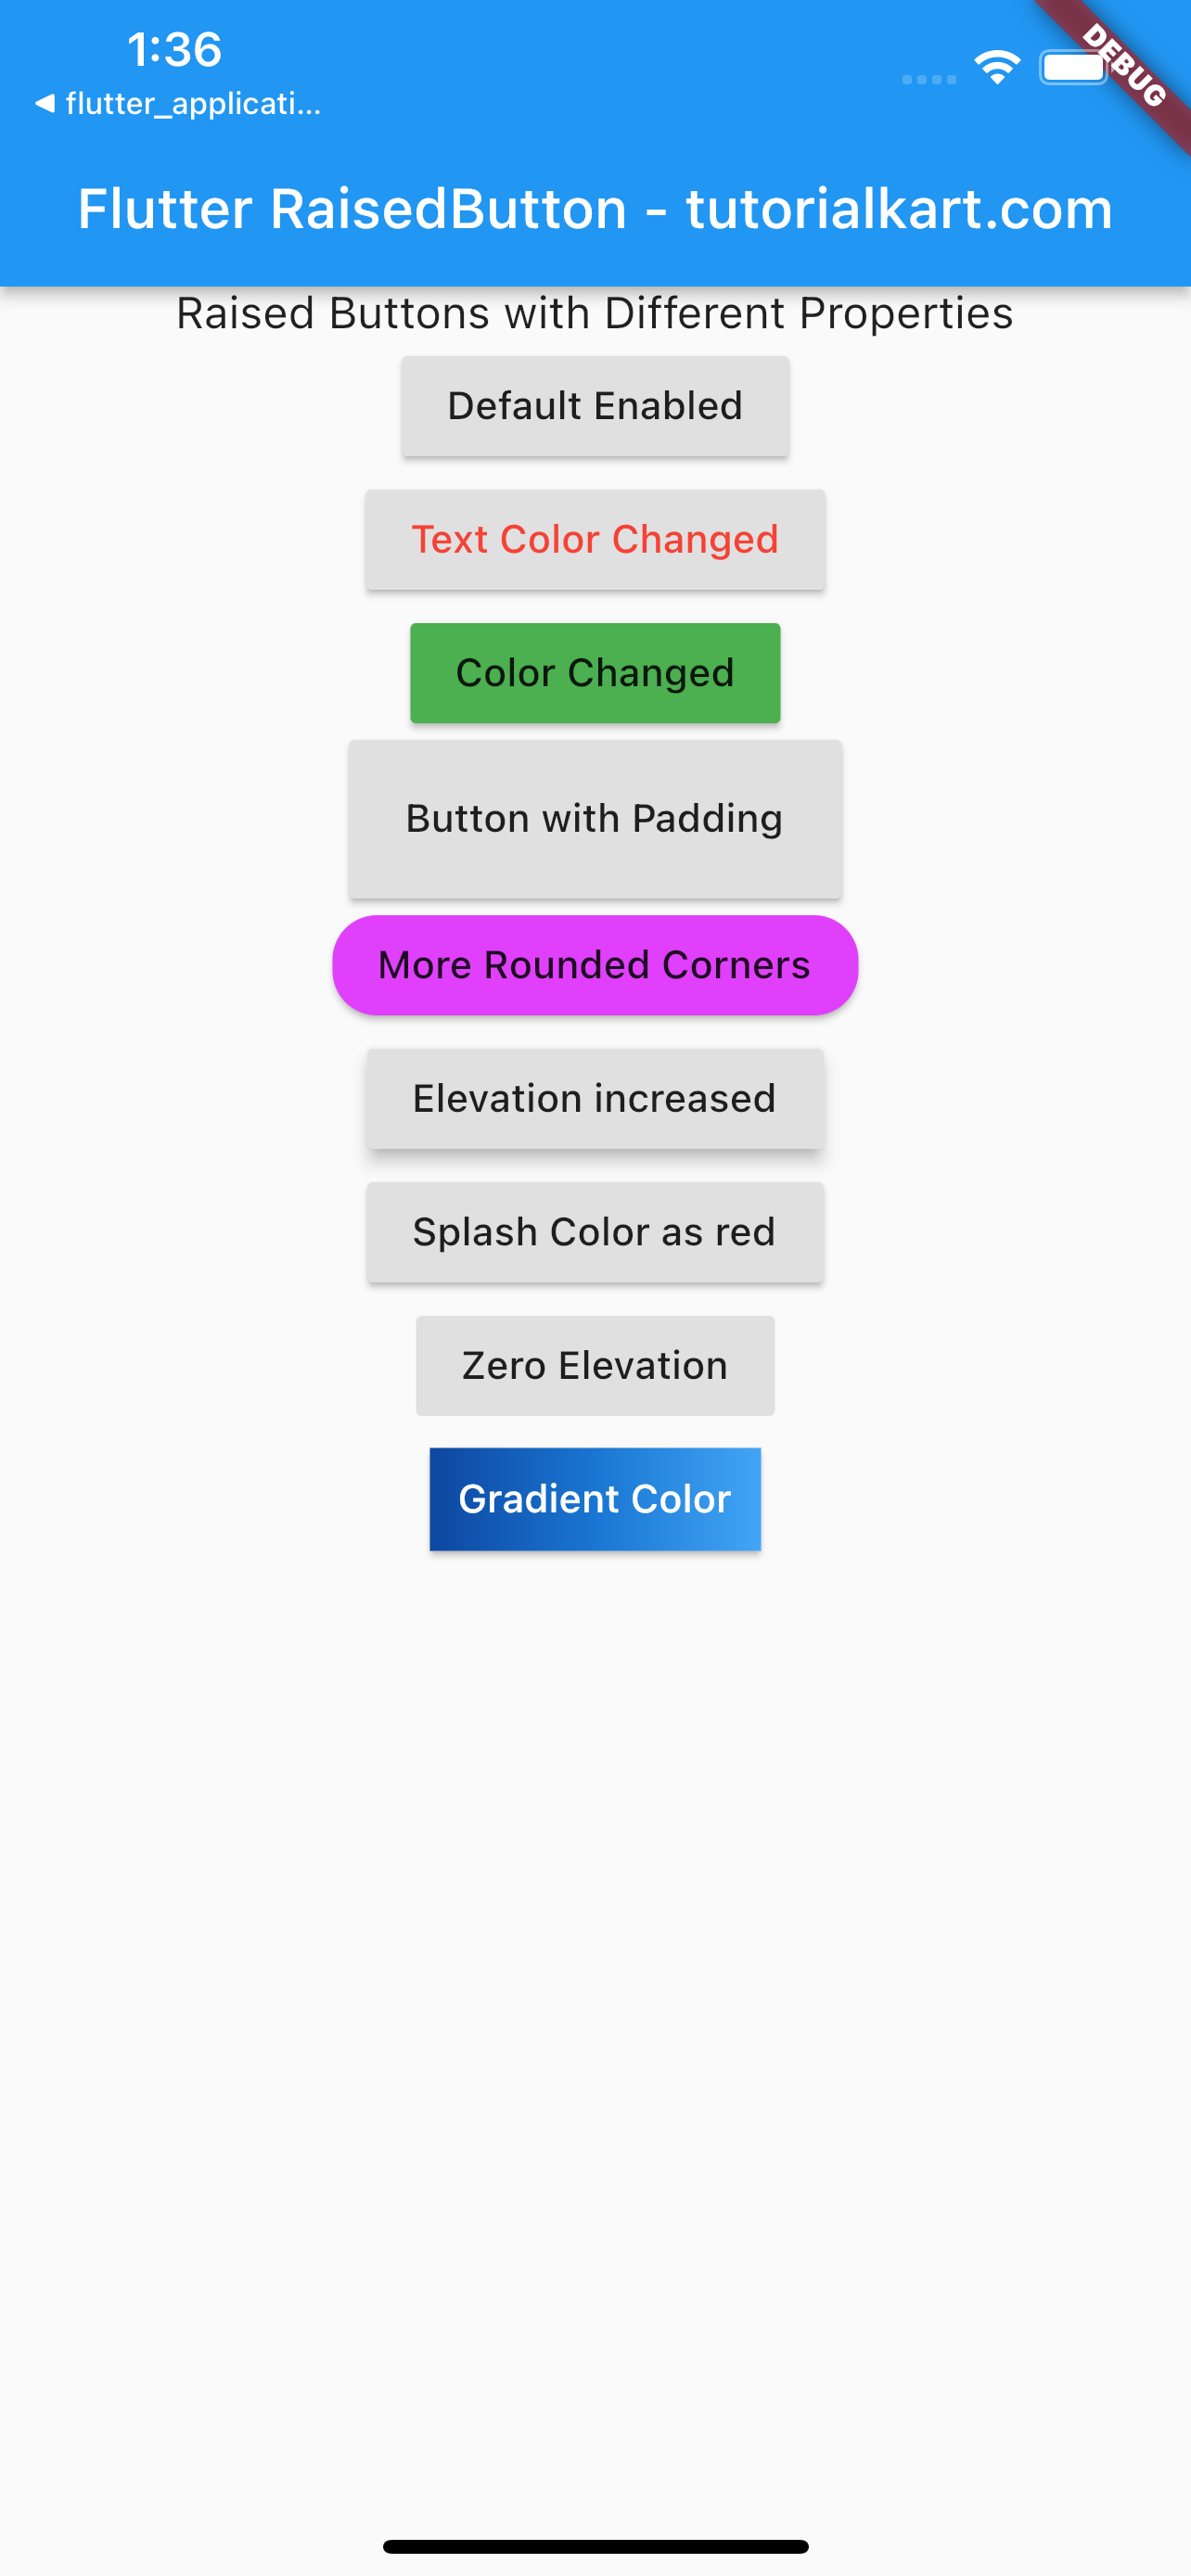 1:36
DEBUG
◀ flutter_applicati...
Flutter RaisedButton - tutorialkart.com
Raised Buttons with Different Properties
Default Enabled
Text Color Changed
Color Changed
Button with Padding
More Rounded Corners
Elevation increased
Splash Color as red
Zero Elevation
Gradient Color